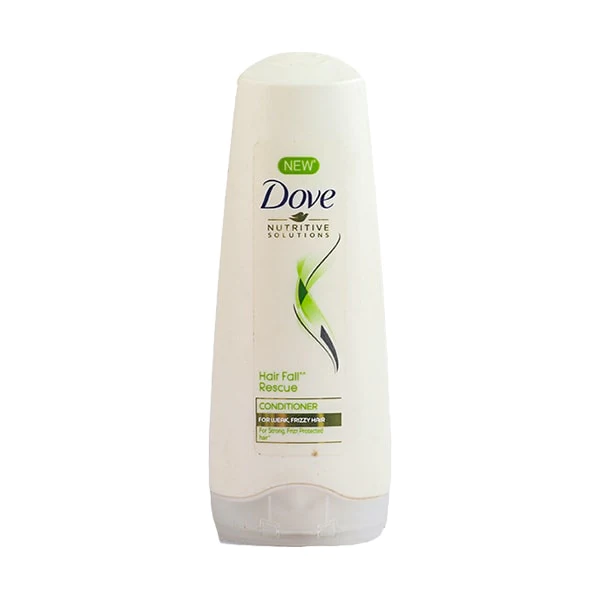 NEW*
Dove
NUTRITIVE
SOLUTIONS
Hair Fall**
Rescue
CONDITIONER
FOR WEAK, FRIZZY HAIR
For Strong, Frizz Protected
hair*